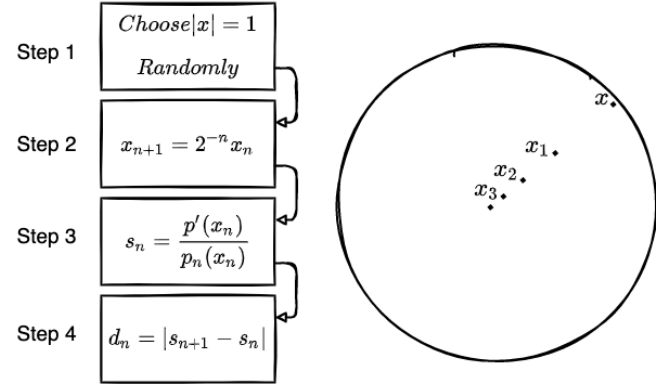 Step 1
Choose|x| = 1
Randomly
Step 2
x_{n+1} = 2^{-n} x_n
Step 3
s_n = \frac{p'(x_n)}{p_n(x_n)}
Step 4
d_n = |s_{n+1} - s_n|
x
x_1
x_2
x_3